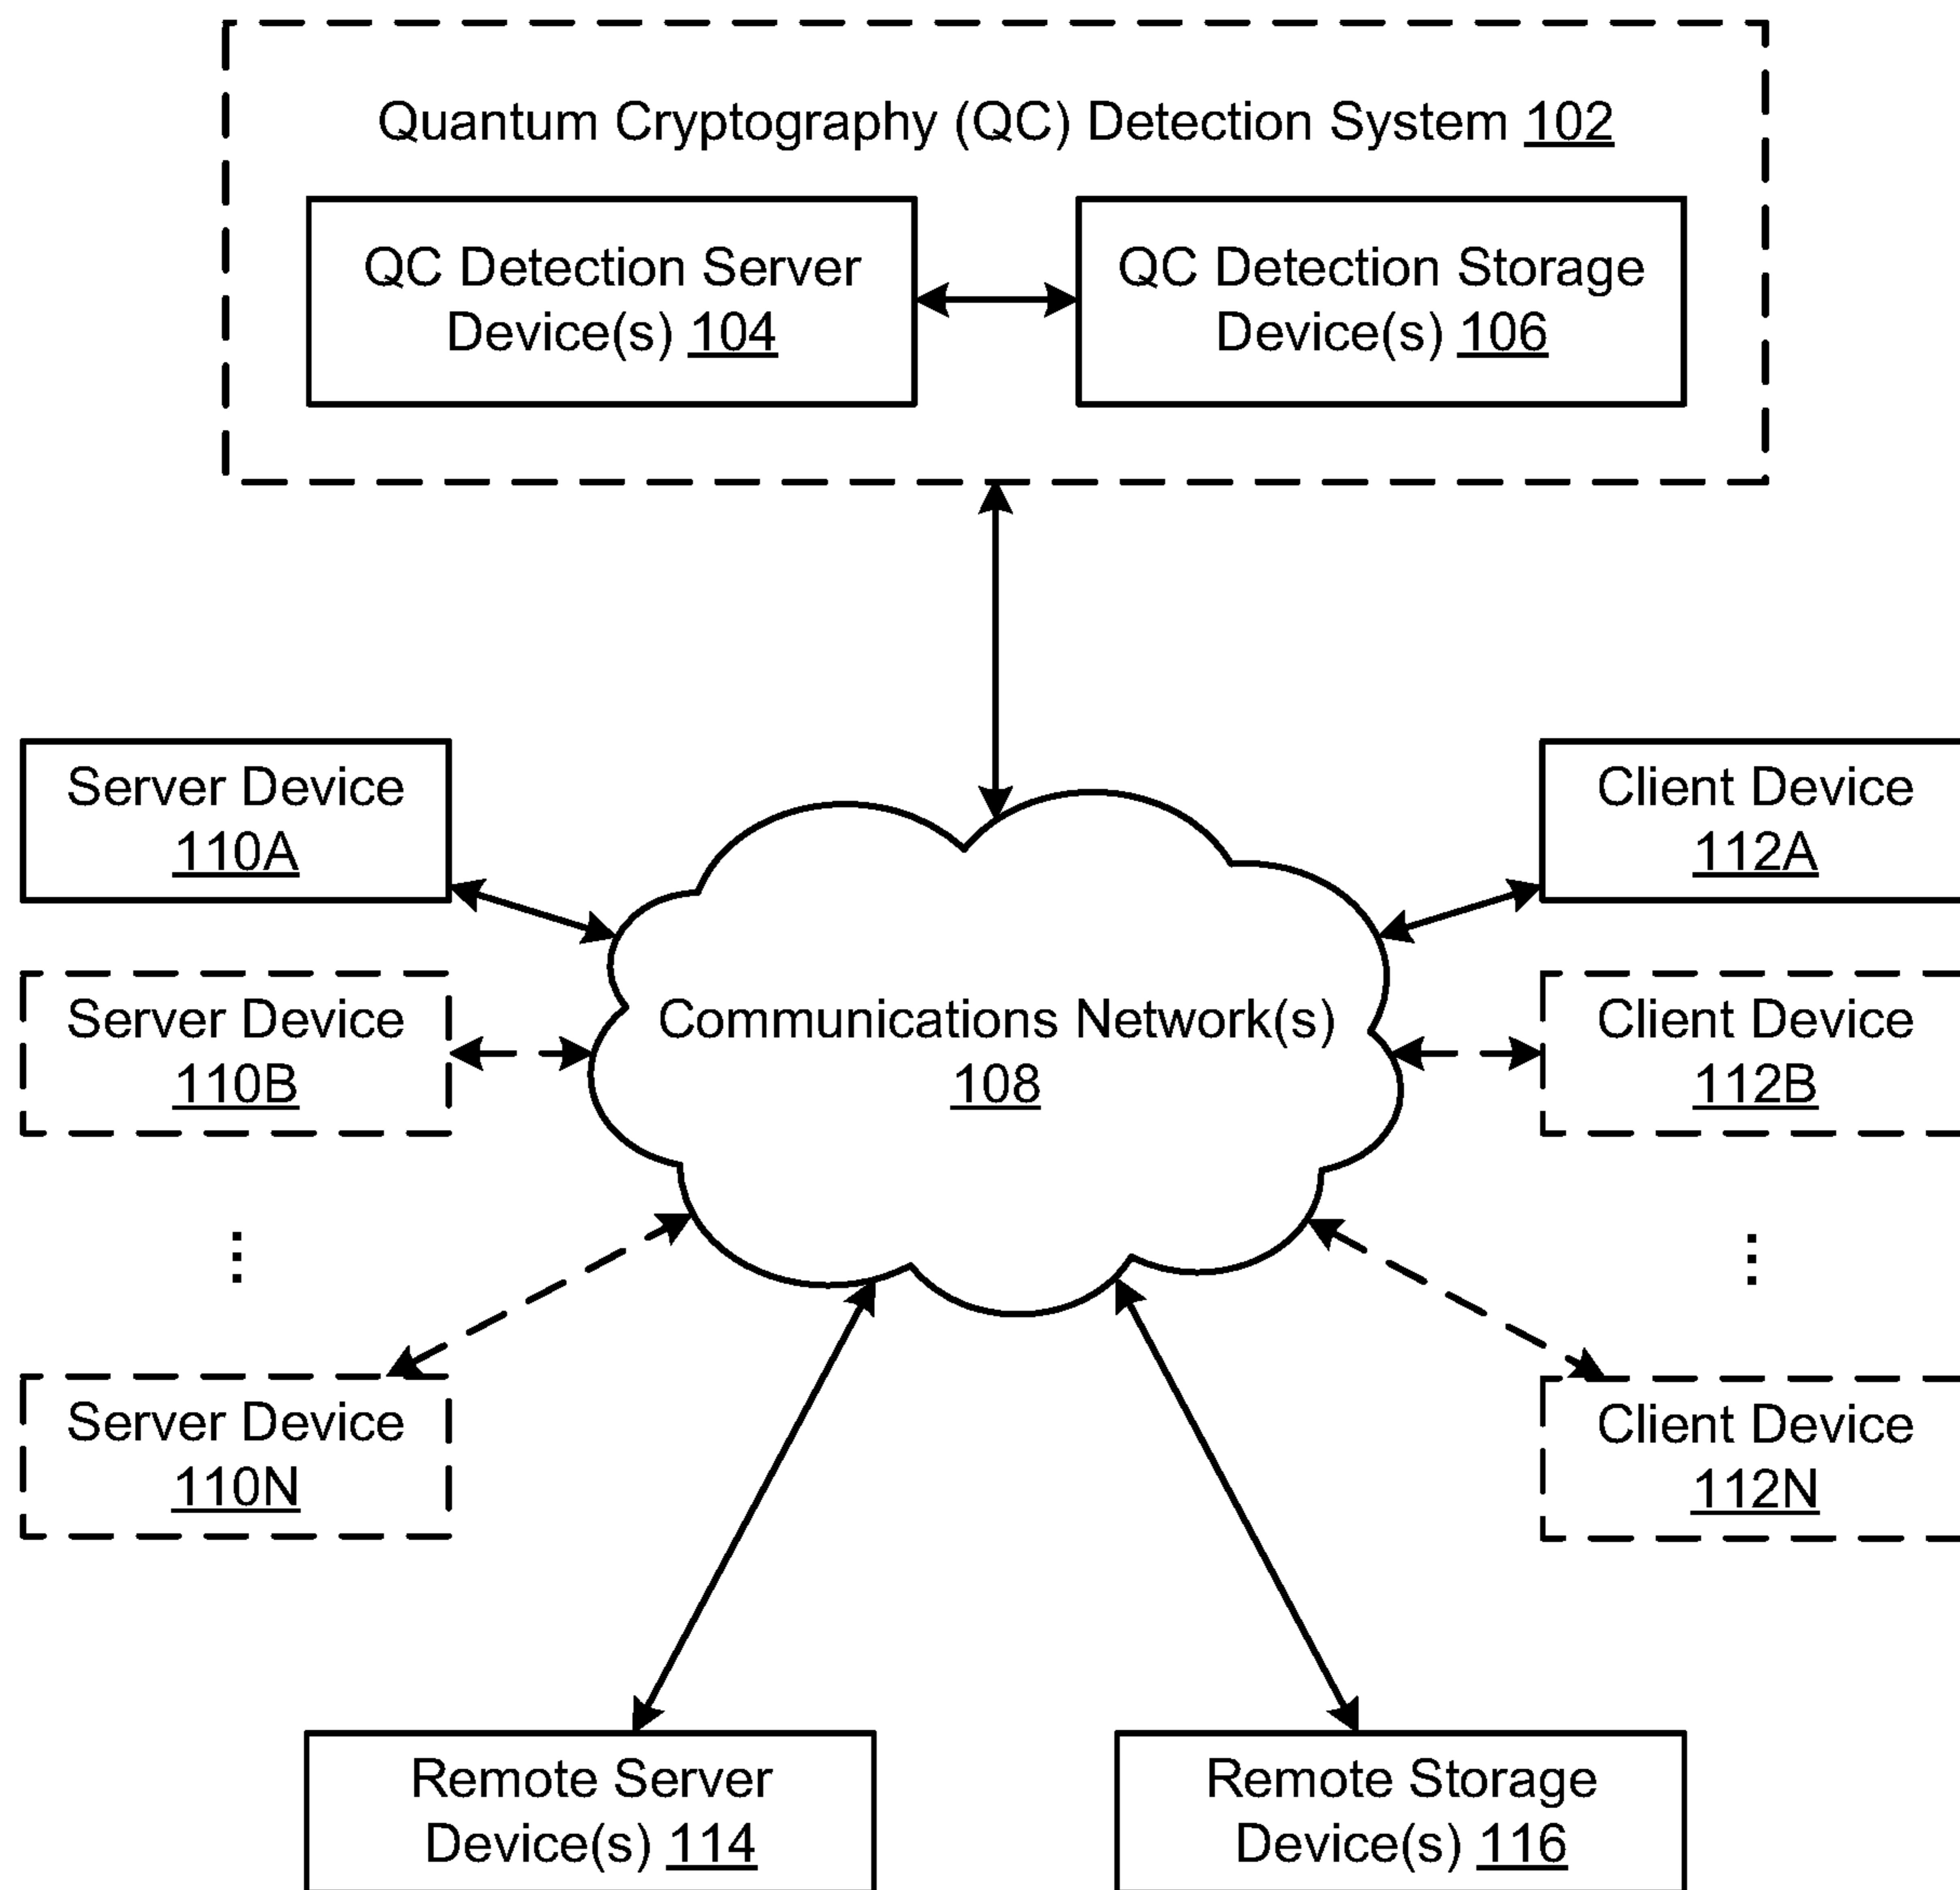 Quantum Cryptography (QC) Detection System 102
QC Detection Server
Device(s) 104
QC Detection Storage
Device(s) 106
Server Device
110A
Client Device
112A
Server Device
110B
Communications Network(s)
108
Client Device
112B
Server Device
110N
Client Device
112N
Remote Server
Device(s) 114
Remote Storage
Device(s) 116